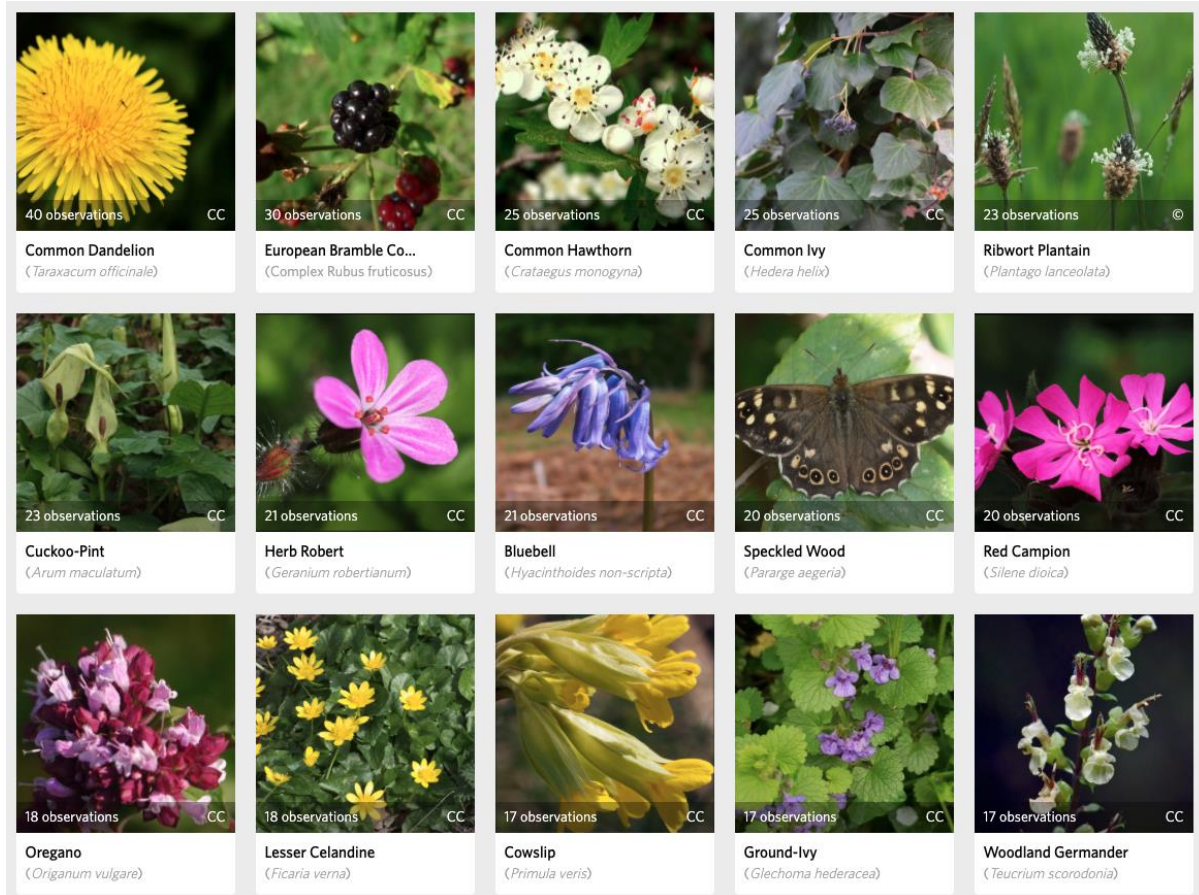 40 observations CC
30 observations CC
25 observations CC
25 observations CC
23 observations ©
Common Dandelion
(Taraxacum officinale)
European Bramble Co...
(Complex Rubus fruticosus)
Common Hawthorn
(Crataegus monogyna)
Common Ivy
(Hedera helix)
Ribwort Plantain
(Plantago lanceolata)
23 observations CC
21 observations CC
21 observations CC
20 observations CC
20 observations CC
Cuckoo-Pint
(Arum maculatum)
Herb Robert
(Geranium robertianum)
Bluebell
(Hyacinthoides non-scripta)
Speckled Wood
(Pararge aegeria)
Red Campion
(Silene dioica)
18 observations CC
18 observations CC
17 observations CC
17 observations CC
17 observations CC
Oregano
(Origanum vulgare)
Lesser Celandine
(Ficaria verna)
Cowslip
(Primula veris)
Ground-Ivy
(Glechoma hederacea)
Woodland Germander
(Teucrium scorodonia)